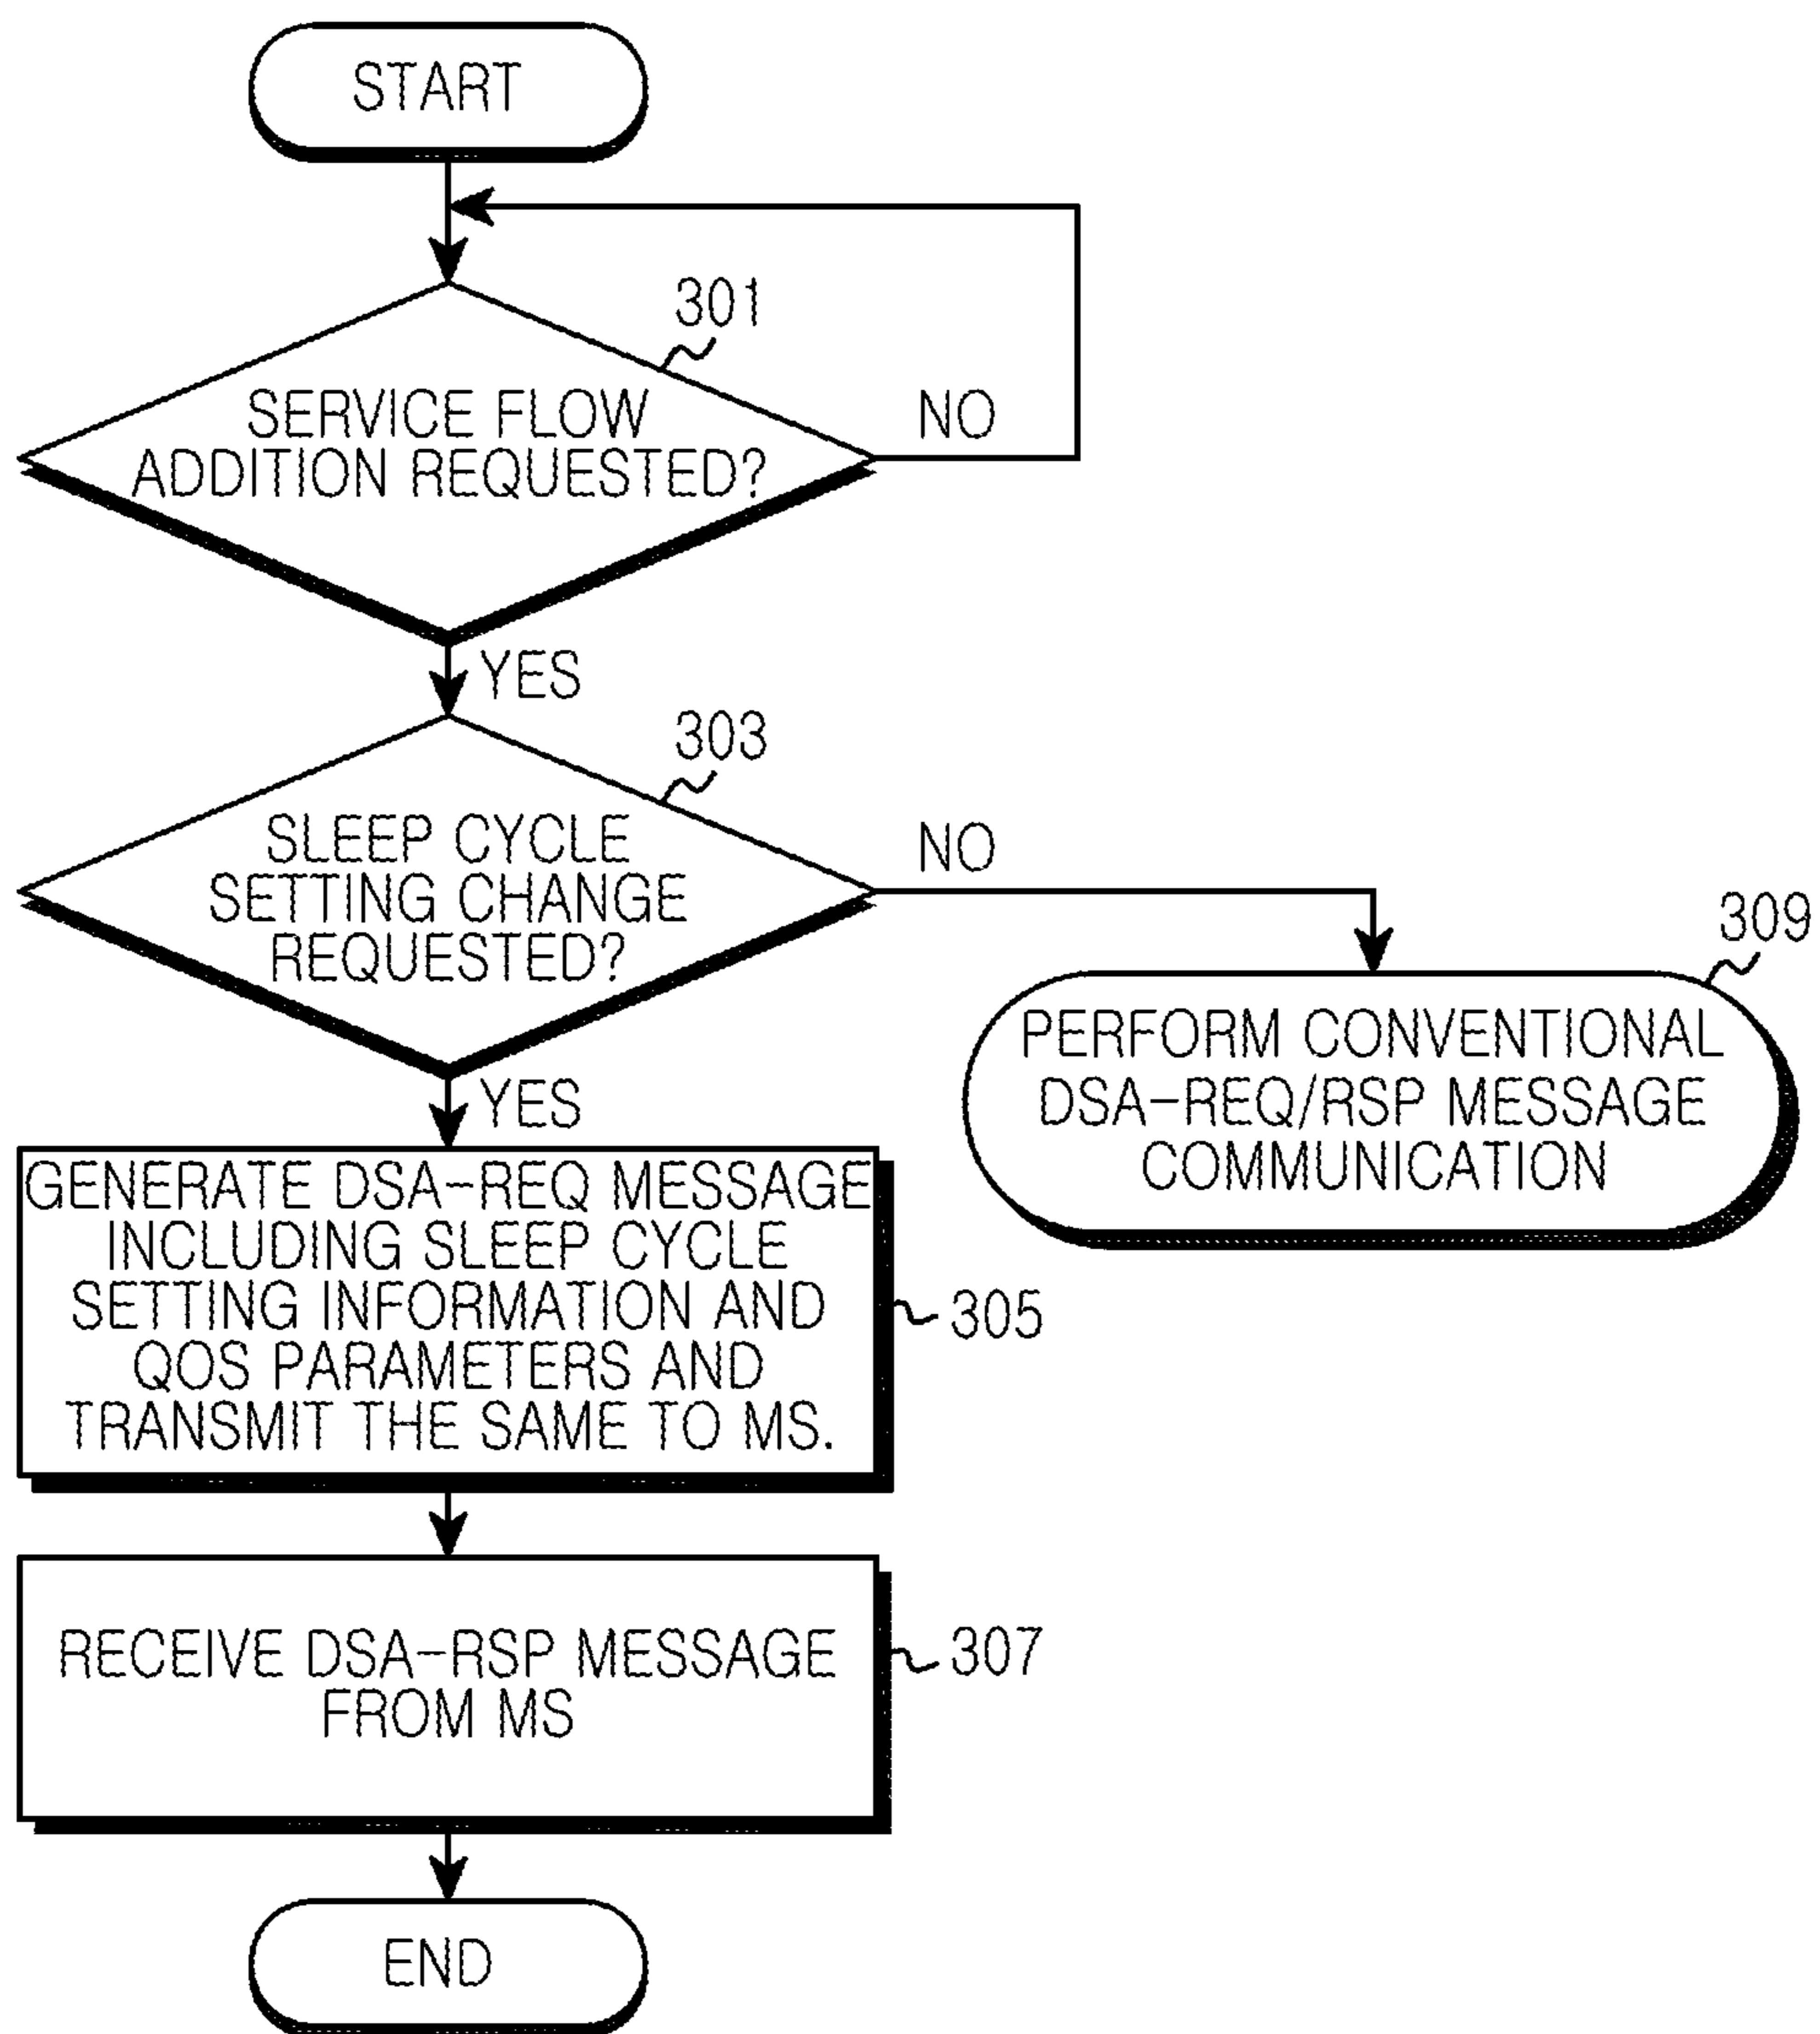 START
301
SERVICE FLOW
ADDITION REQUESTED?
NO
YES
303
SLEEP CYCLE
SETTING CHANGE
REQUESTED?
NO
309
PERFORM CONVENTIONAL
DSA-REQ/RSP MESSAGE
COMMUNICATION
YES
GENERATE DSA-REQ MESSAGE
INCLUDING SLEEP CYCLE
SETTING INFORMATION AND
QOS PARAMETERS AND
TRANSMIT THE SAME TO MS.
305
RECEIVE DSA-RSP MESSAGE
FROM MS
307
END